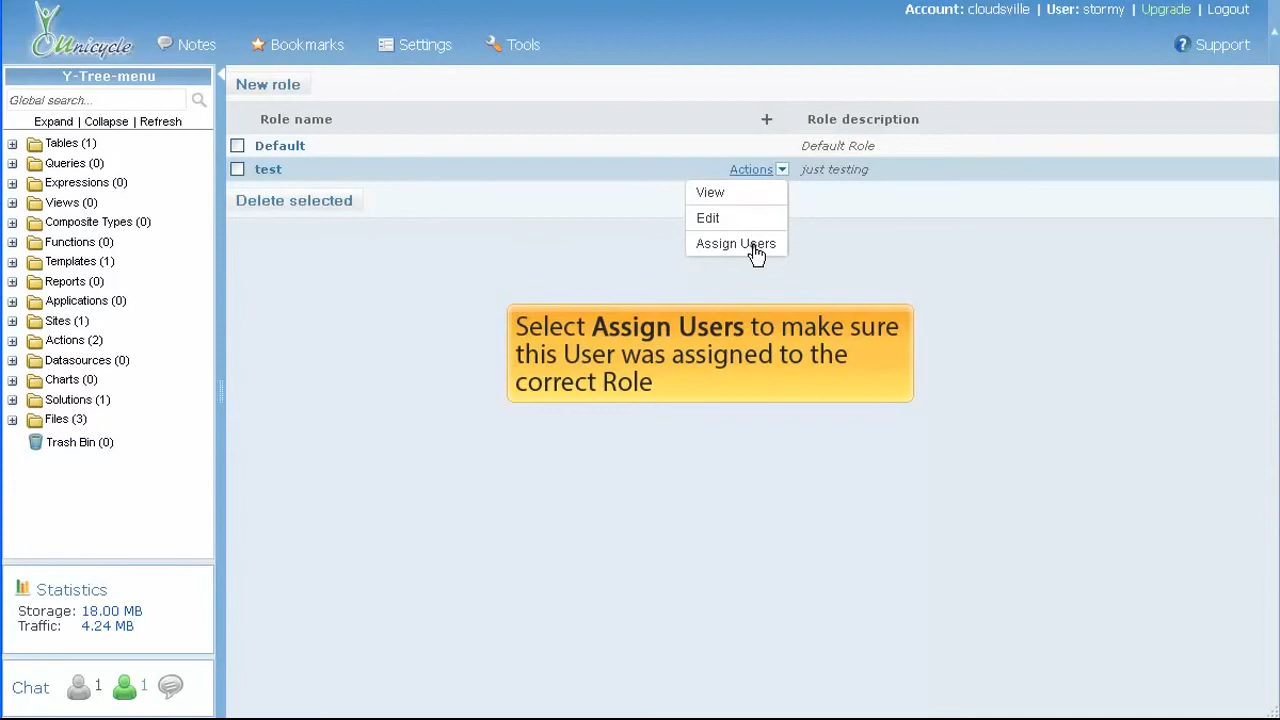 Account: cloudsville | User: stormy | Upgrade | Logout
Unicycle
Notes
Bookmarks
Settings
Tools
Support
Y-Tree-menu
Global search...
Expand | Collapse | Refresh
Tables (1)
Queries (0)
Expressions (0)
Views (0)
Composite Types (0)
Functions (0)
Templates (1)
Reports (0)
Applications (0)
Sites (1)
Actions (2)
Datasources (0)
Charts (0)
Solutions (1)
Files (3)
Trash Bin (0)
Statistics
Storage: 18.00 MB
Traffic: 4.24 MB
Chat 1 1
New role
Role name + Role description
Default Default Role
test Actions just testing
View
Edit
Assign Users
Delete selected
Select Assign Users to make sure
this User was assigned to the
correct Role